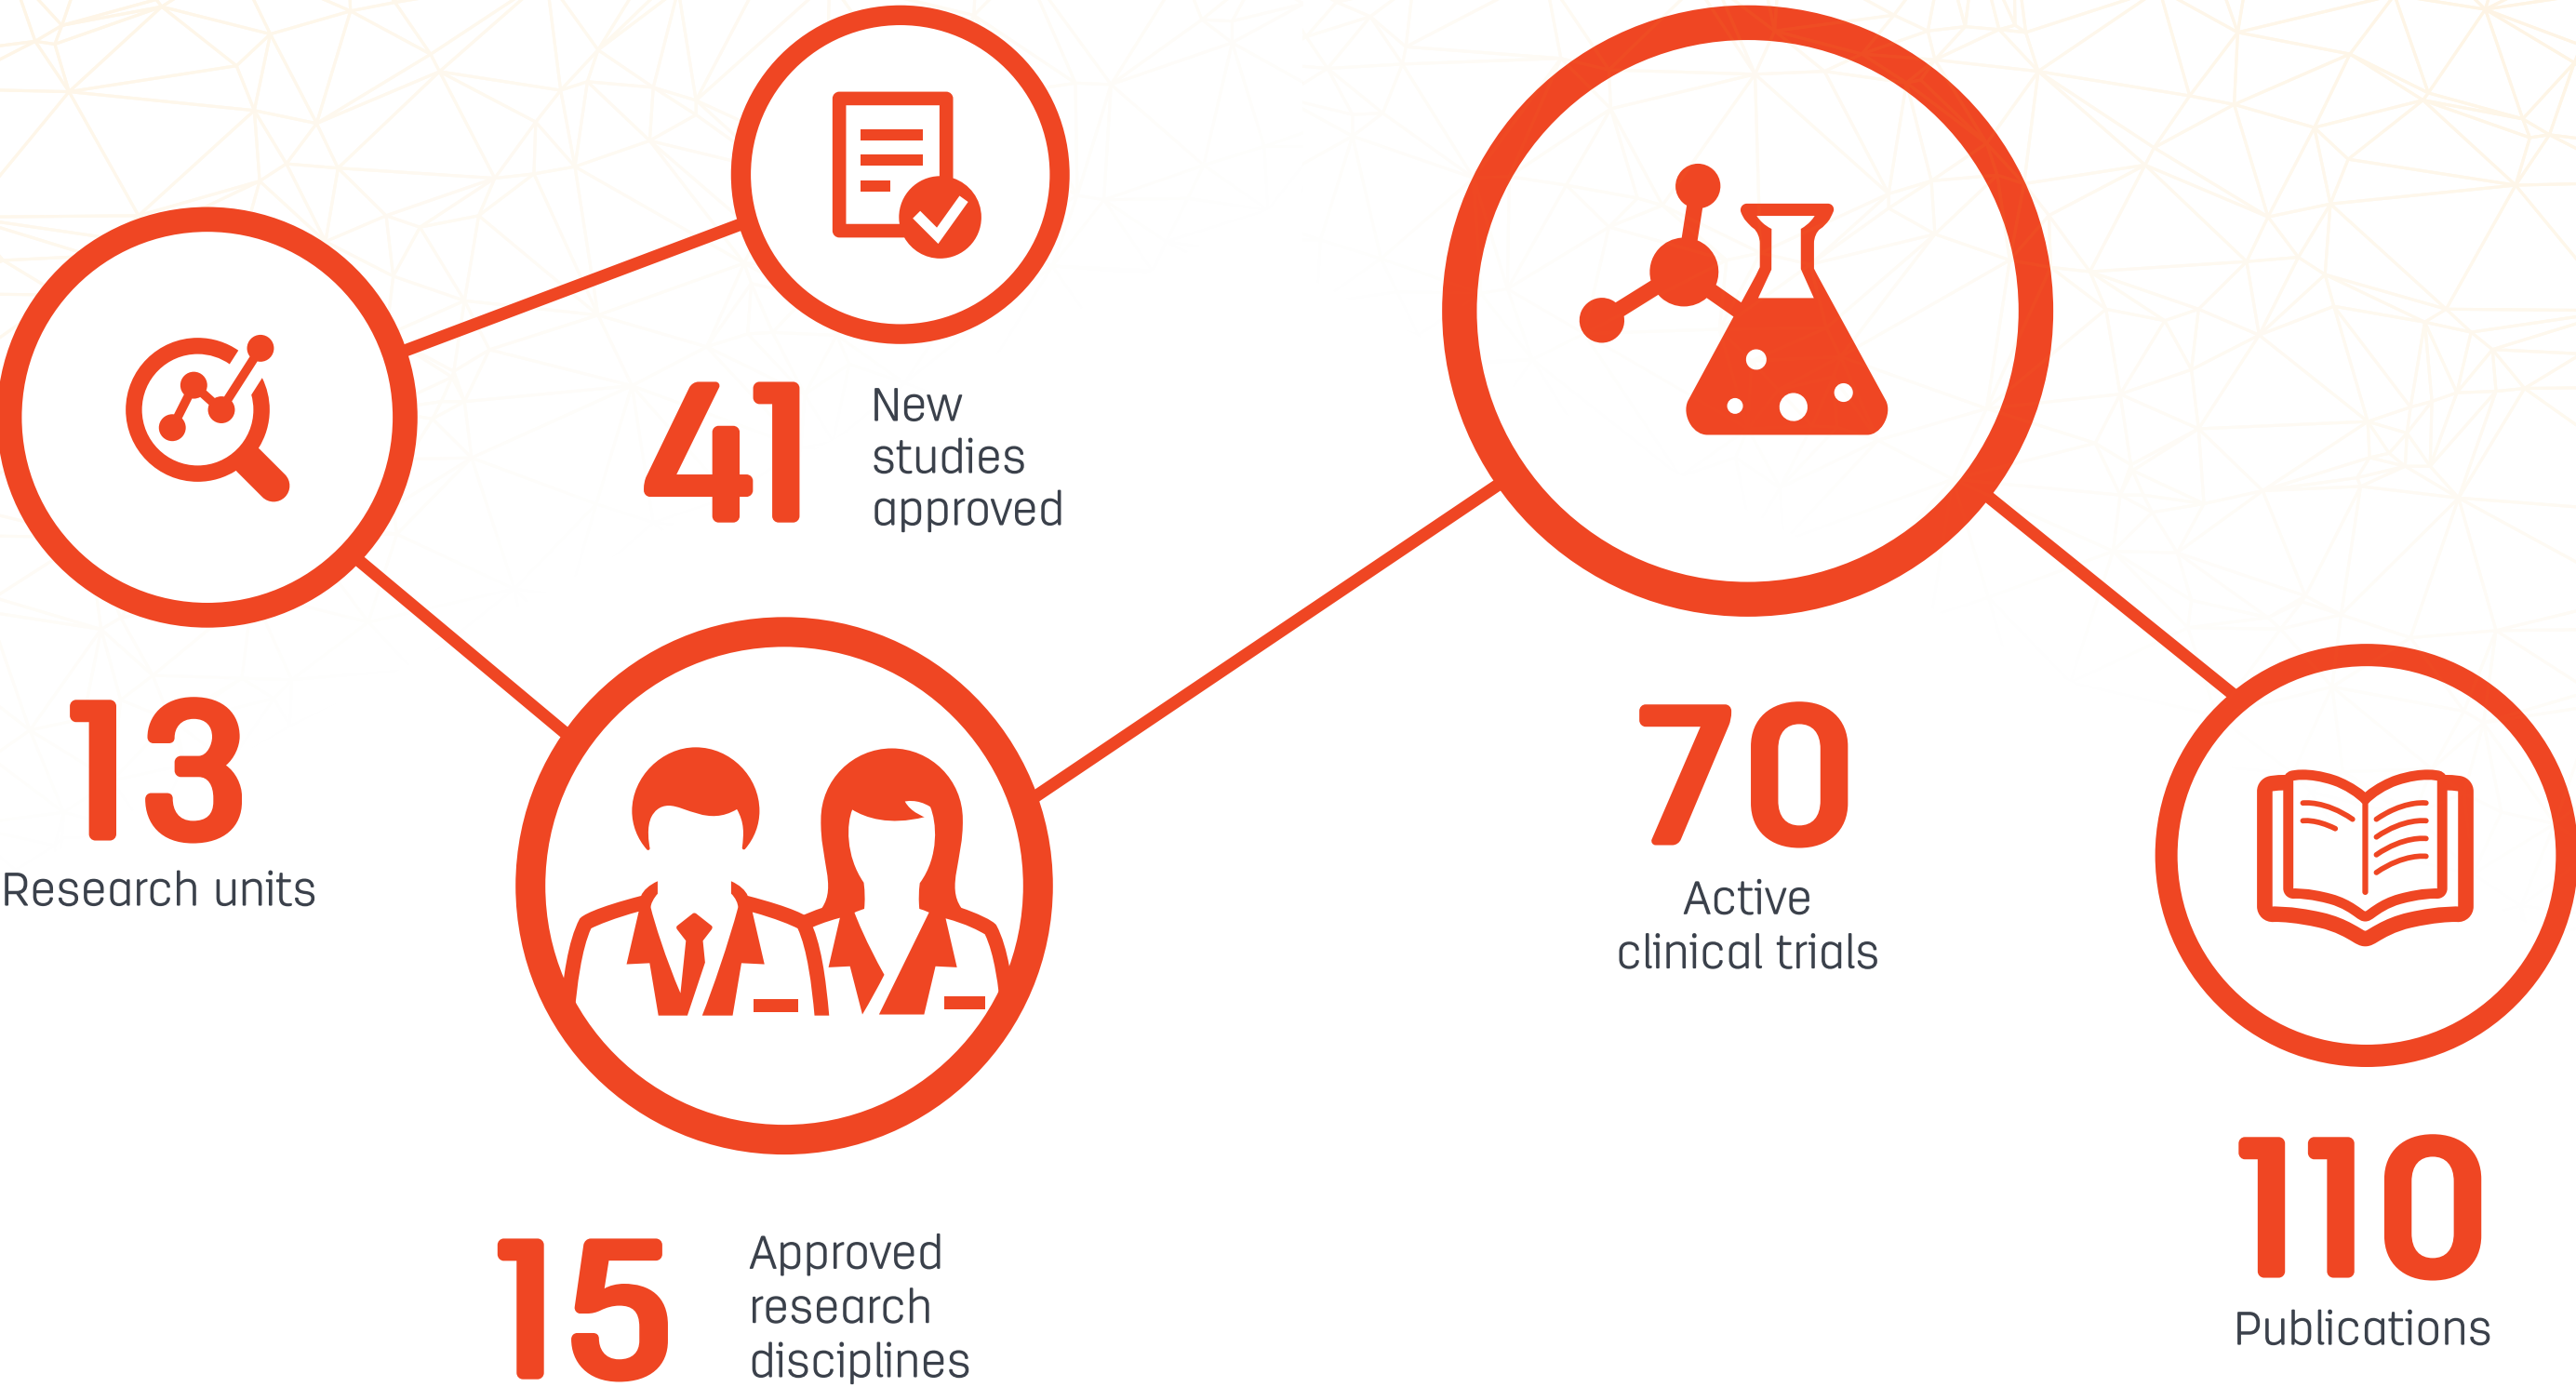 41
New
studies
approved
13
Research units
70
Active
clinical trials
15
Approved
research
disciplines
110
Publications